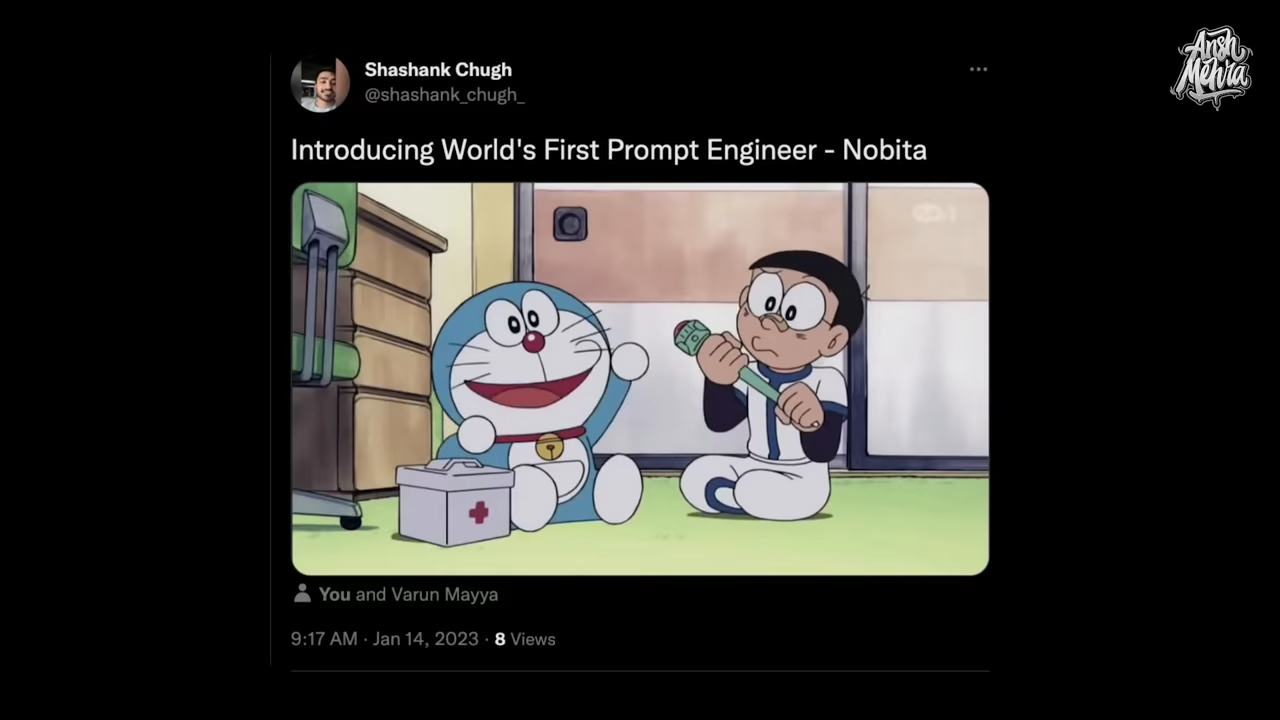 Ansh
Mehra
Shashank Chugh
@shashank_chugh_
Introducing World's First Prompt Engineer - Nobita
You and Varun Mayya
9:17 AM · Jan 14, 2023 · 8 Views